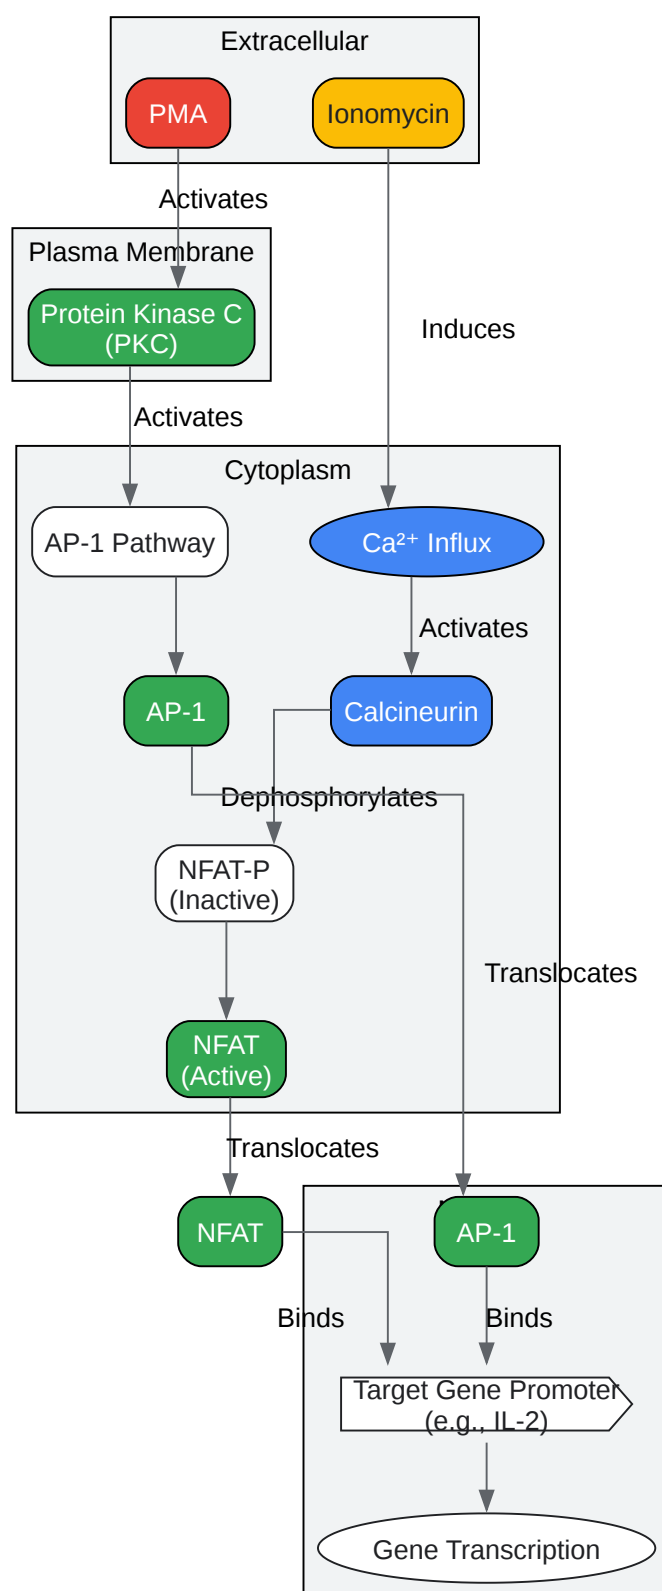 Extracellular
PMA
Ionomycin
Activates
Plasma Membrane
Protein Kinase C
(PKC)
Induces
Activates
Cytoplasm
AP-1 Pathway
Ca²⁺ Influx
Activates
AP-1
Calcineurin
Dephosphorylates
NFAT-P
(Inactive)
Translocates
NFAT
(Active)
Translocates
NFAT
AP-1
Binds
Binds
Target Gene Promoter
(e.g., IL-2)
Gene Transcription